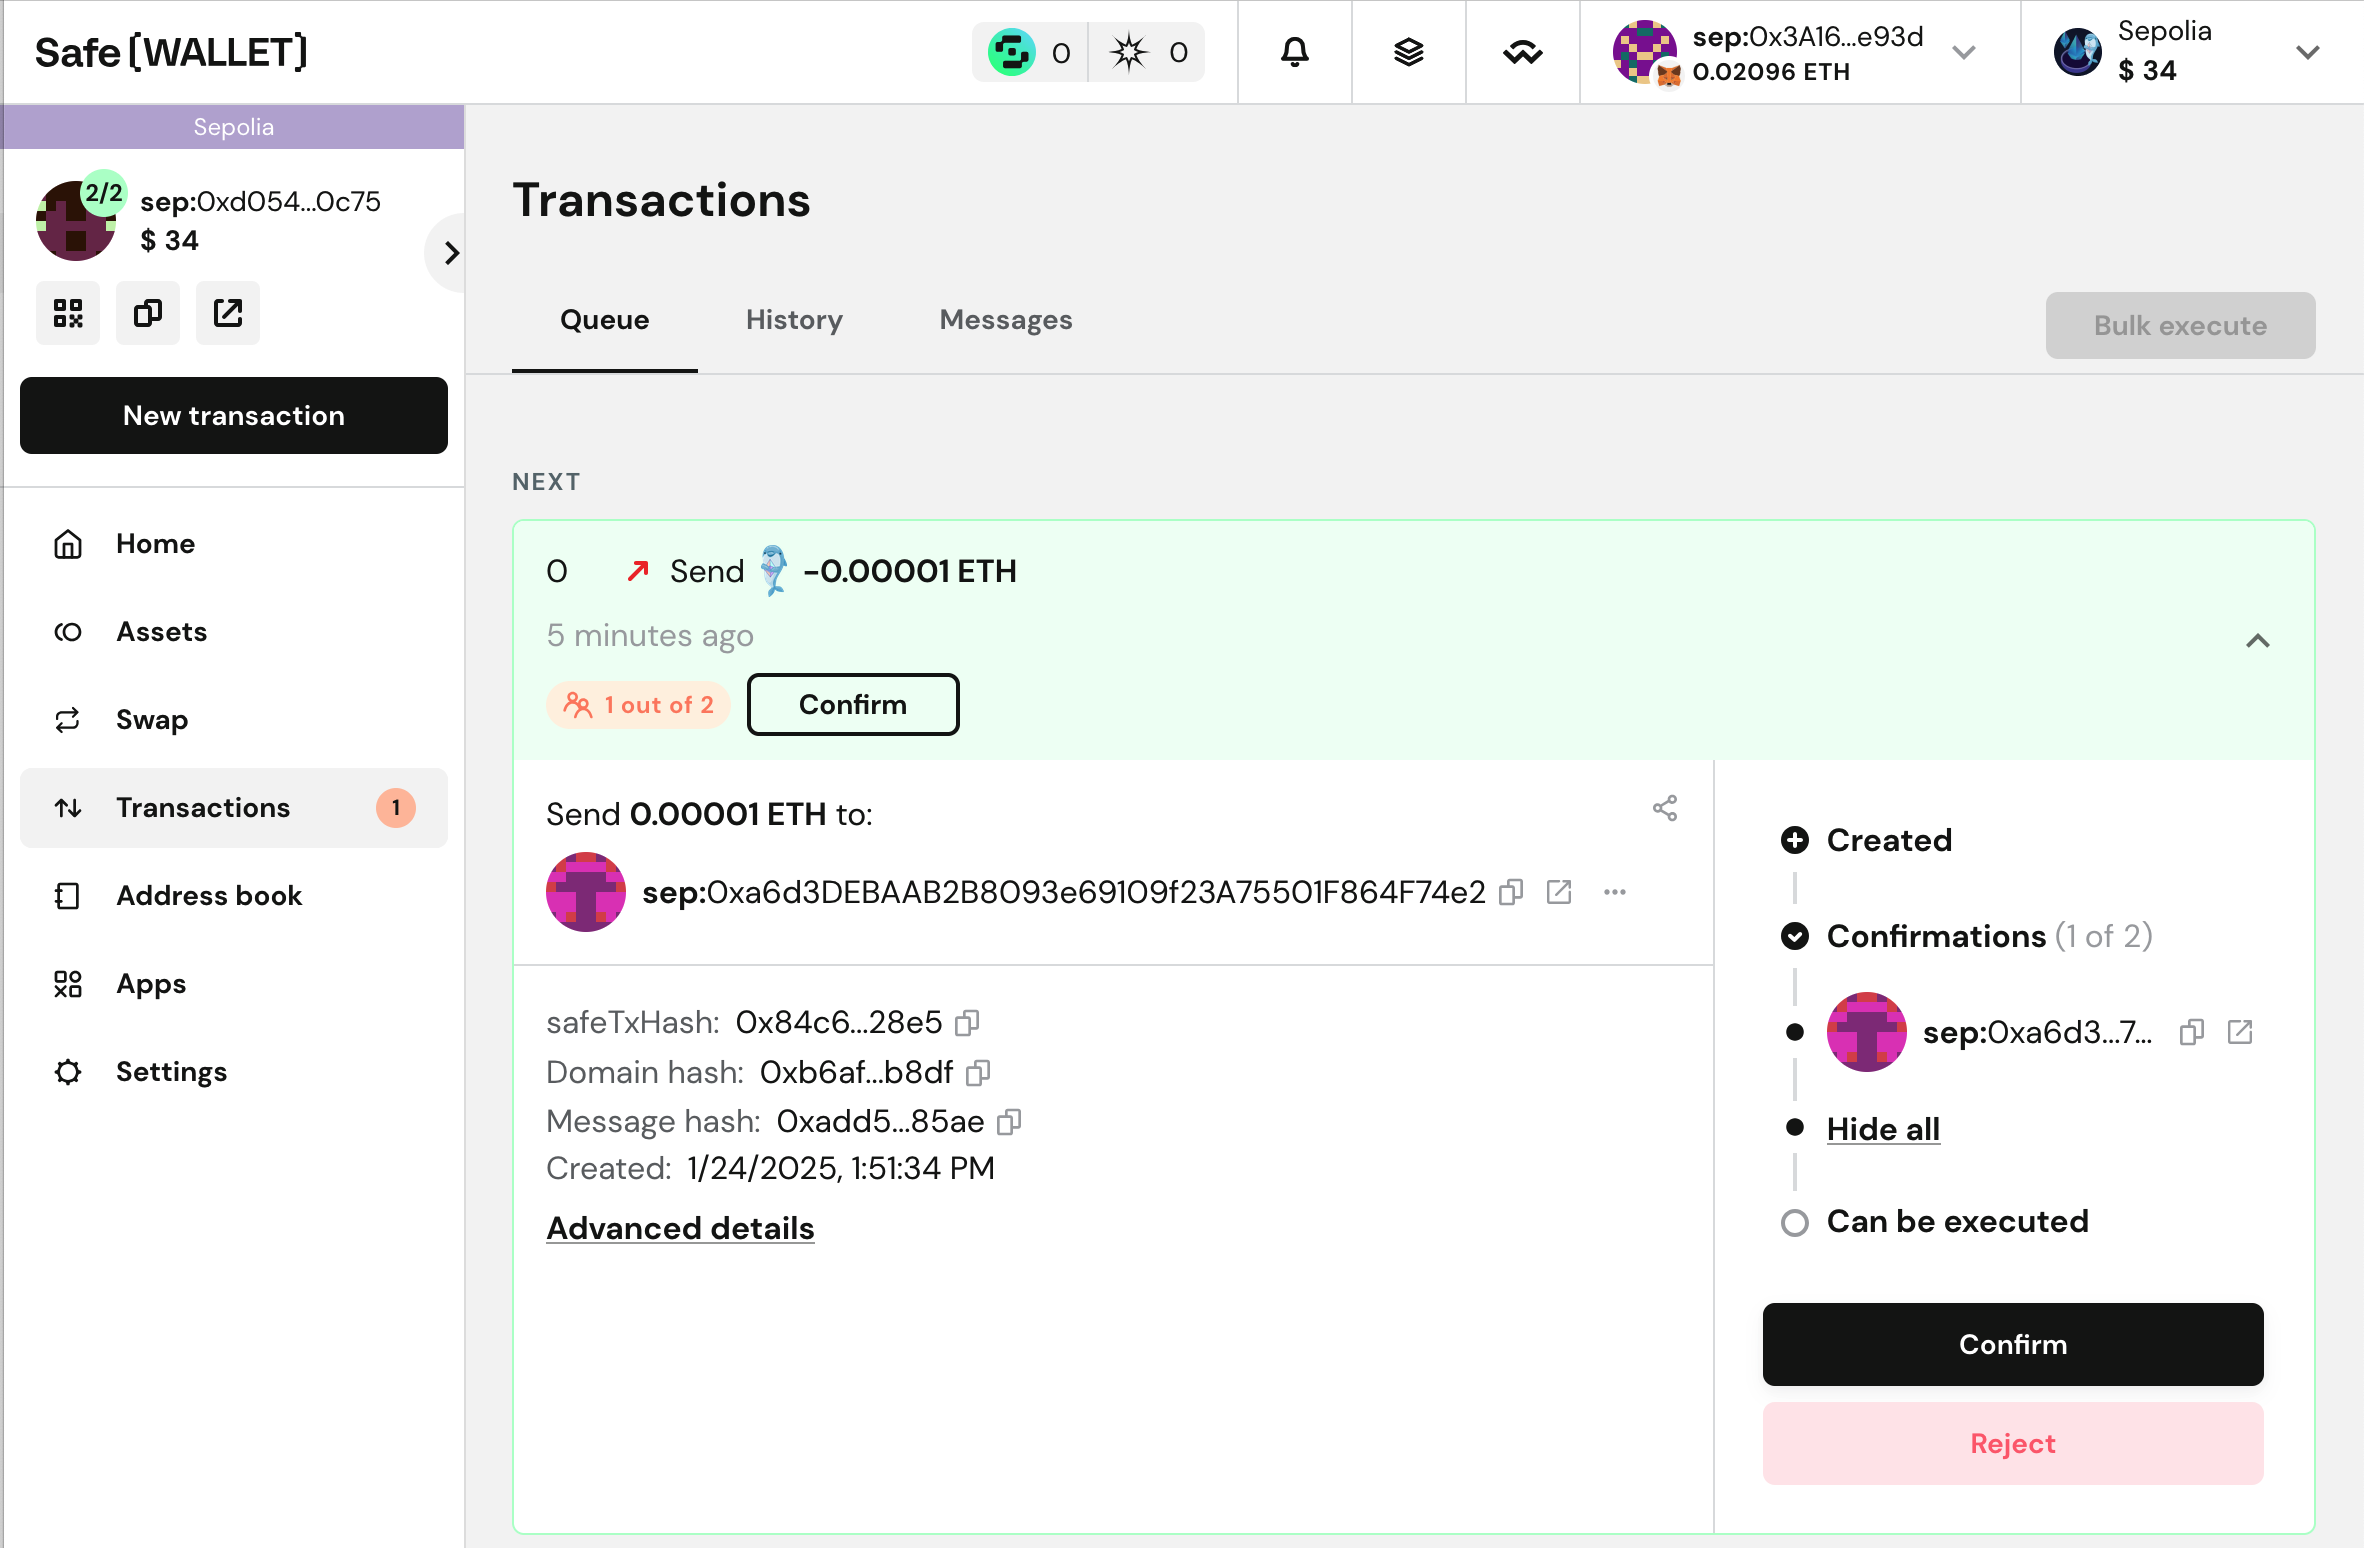 Safe[WALLET]
0
0
sep:0x3A16...e93d
0.02096 ETH
Sepolia
$ 34
Sepolia
2/2
sep:0xd054...0c75
$ 34
New transaction
Home
Assets
Swap
Transactions
1
Address book
Apps
Settings
Transactions
Queue
History
Messages
Bulk execute
NEXT
0
Send
-0.00001 ETH
5 minutes ago
1 out of 2
Confirm
Send 0.00001 ETH to:
sep:0xa6d3DEBAAB2B8093e69109f23A75501F864F74e2
safeTxHash: 0x84c6...28e5
Domain hash: 0xb6af...b8df
Message hash: 0xadd5...85ae
Created: 1/24/2025, 1:51:34 PM
Advanced details
Created
Confirmations (1 of 2)
sep:0xa6d3...7...
Hide all
Can be executed
Confirm
Reject